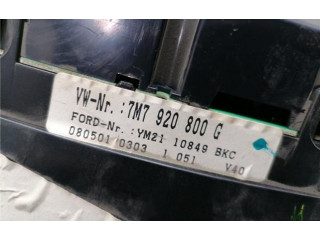 VW-Nr.:7M7 920 800 G
FORD-Nr.:YM21 10849 BKC
080501 0303 1 051 V40